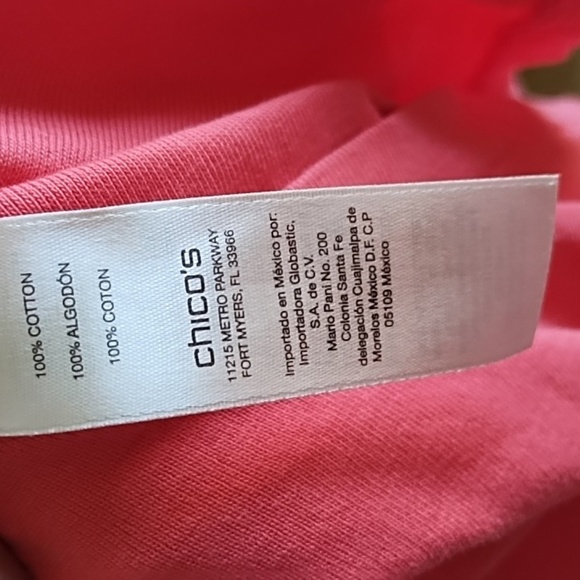 100% COTTON
100% ALGODÓN
100% COTON
chico's
11215 METRO PARKWAY
FORT MYERS, FL 33966
Importado en México por:
Importadora Globastic,
S.A. de C.V.
Mario Pani No. 200
Colonia Santa Fe
delegación Cuajimalpa de
Morelos México D.F. C.P
05109 México